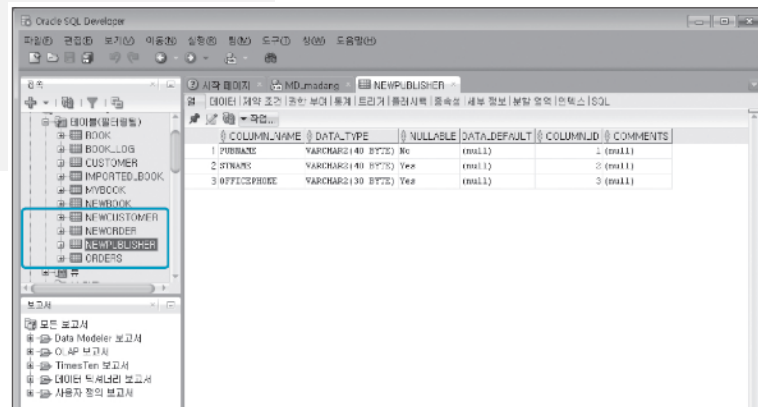 Oracle SQL Developer
파일(F) 편집(E) 보기(V) 이동(N) 실행(R) 팀(M) 도구(T) 창(W) 도움말(H)
접속
테이블(필터링됨)
BOOK
BOOK_LOG
CUSTOMER
IMPORTED_BOOK
MYBOOK
NEWBOOK
NEWCUSTOMER
NEWORDER
NEWPUBLISHER
ORDERS
뷰
보고서
모든 보고서
Data Modeler 보고서
OLAP 보고서
TimesTen 보고서
데이터 딕셔너리 보고서
사용자 정의 보고서
시작 페이지 MD_madang NEWPUBLISHER
열 데이터 | 제약 조건 | 권한 부여 | 통계 | 트리거 | 플래시백 | 종속성 | 세부 정보 | 분할 영역 | 인덱스 | SQL
작업...
COLUMN_NAME DATA_TYPE NULLABLE DATA_DEFAULT COLUMN_ID COMMENTS
1 PUBNAME VARCHAR2(40 BYTE) No (null) 1 (null)
2 STNAME VARCHAR2(40 BYTE) Yes (null) 2 (null)
3 OFFICEPHONE VARCHAR2(30 BYTE) Yes (null) 3 (null)